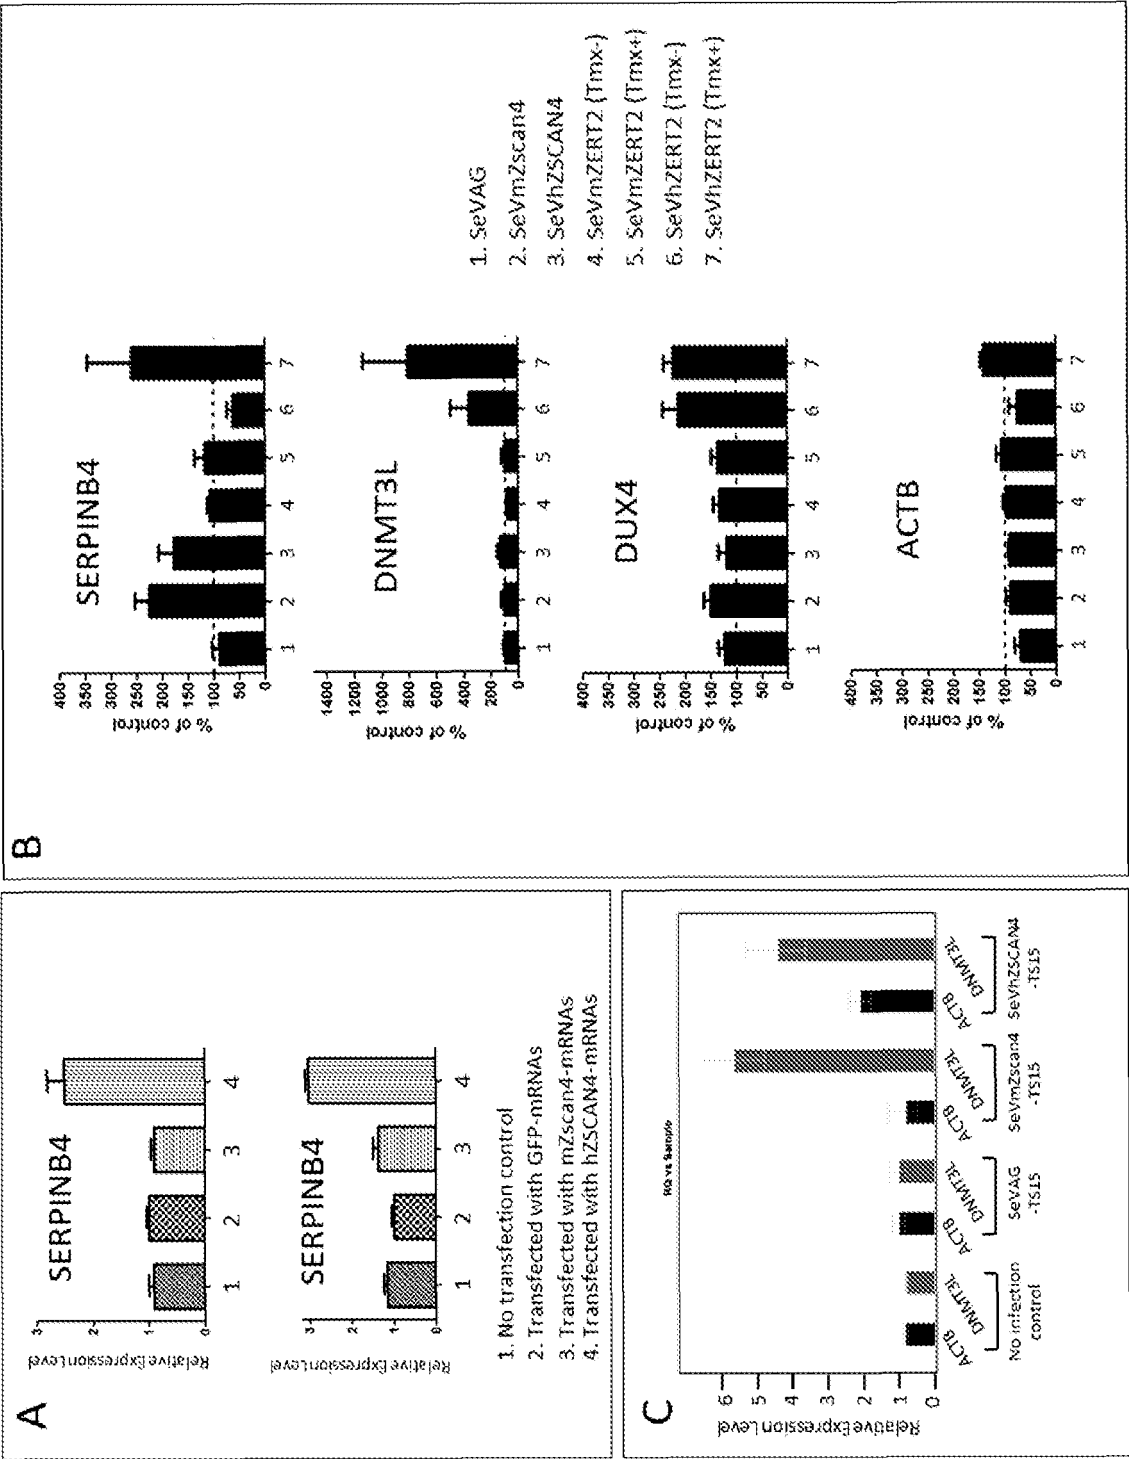 A
SERPINB4
Relative Expression Level
3
2
1
0
1 2 3 4
SERPINB4
Relative Expression Level
3
2
1
0
1 2 3 4
1. No transfection control
2. Transfected with GFP-mRNAs
3. Transfected with mZscan4-mRNAs
4. Transfected with hZSCAN4-mRNAs
B
SERPINB4
% of control
400
350
300
250
200
150
100
50
0
1 2 3 4 5 6 7
DNMT3L
% of control
1400
1200
1000
800
600
400
200
0
1 2 3 4 5 6 7
DUX4
% of control
400
350
300
250
200
150
100
50
0
1 2 3 4 5 6 7
ACTB
% of control
400
350
300
250
200
150
100
50
0
1 2 3 4 5 6 7
1. SeVAG
2. SeVmZscan4
3. SeVhZSCAN4
4. SeVmZERT2 (Tmx-)
5. SeVmZERT2 (Tmx+)
6. SeVhZERT2 (Tmx-)
7. SeVhZERT2 (Tmx+)
C
RQ vs Sample
Relative Expression Level
6
5
4
3
2
1
0
ACTB DNMT3L ACTB DNMT3L ACTB DNMT3L ACTB DNMT3L
No infection control
SeVAG -TS15
SeVmZscan4 -TS15
SeVhZSCAN4 -TS15